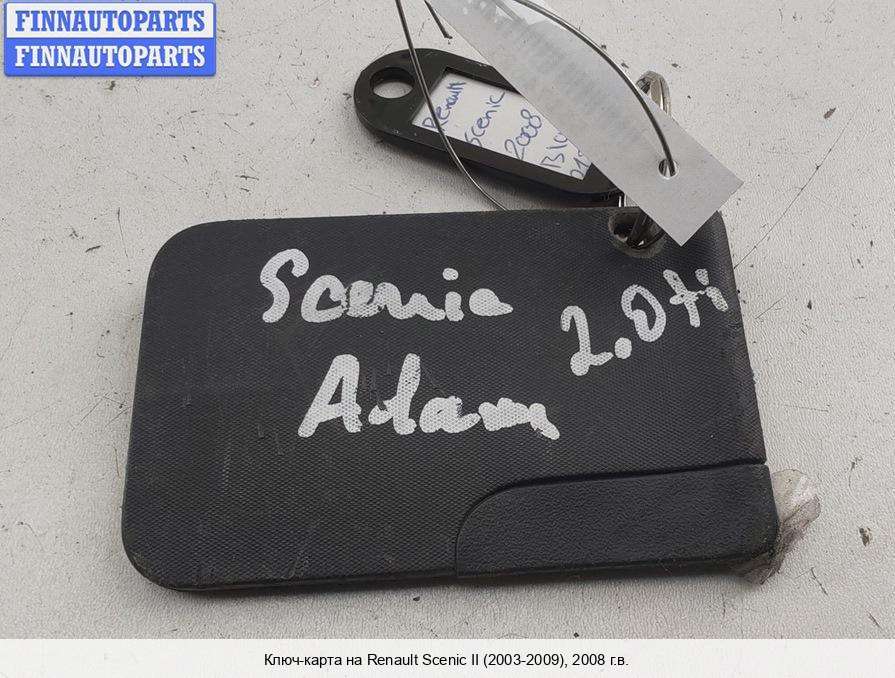 FINNAUTOPARTS
FINNAUTOPARTS
Renault
Scenic
2008
Scenic
2.0ti
Adam
Ключ-карта на Renault Scenic II (2003-2009), 2008 г.в.